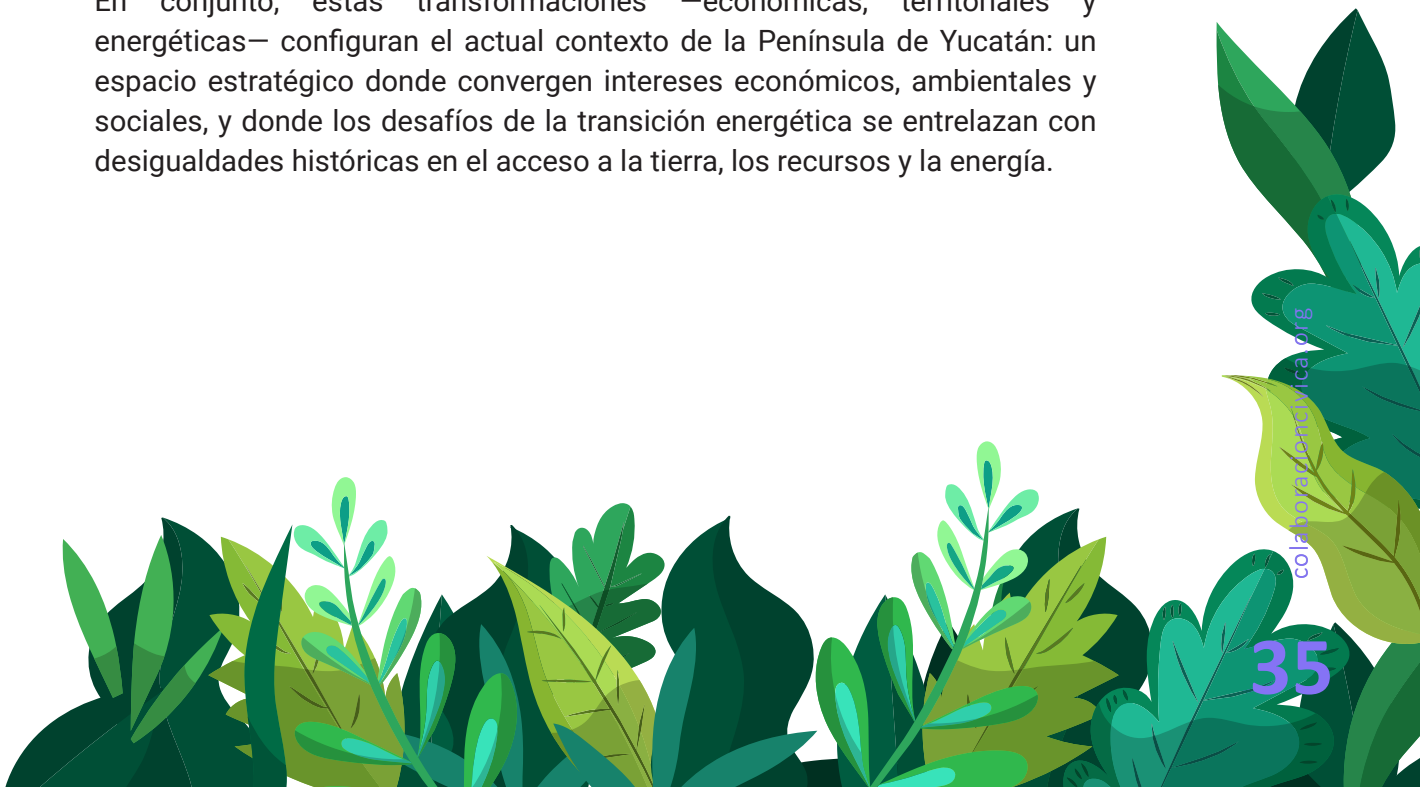 En conjunto, estas transformaciones —económicas, territoriales y
energéticas— configuran el actual contexto de la Península de Yucatán: un
espacio estratégico donde convergen intereses económicos, ambientales y
sociales, y donde los desafíos de la transición energética se entrelazan con
desigualdades históricas en el acceso a la tierra, los recursos y la energía.
colaboracioncivica.org
35